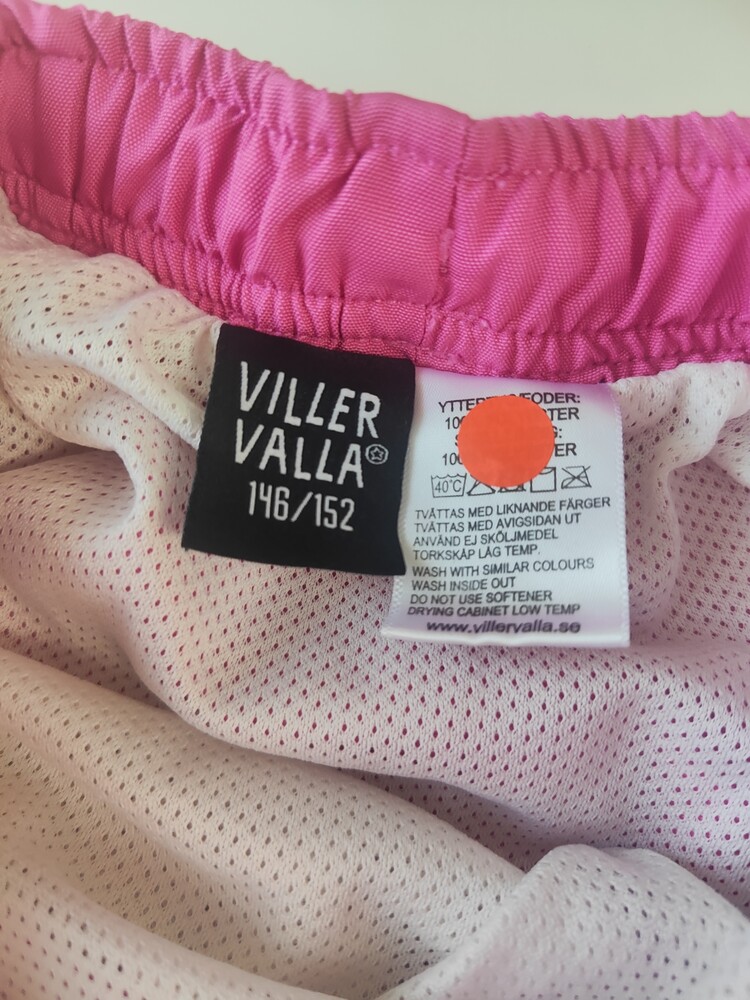 VILLER
VALLA
146/152
40°C
TVÄTTAS MED LIKNANDE FÄRGER
TVÄTTAS MED AVIGSIDAN UT
ANVÄND EJ SKÖLJMEDEL
TORKSKÅP LÅG TEMP.
WASH WITH SIMILAR COLOURS
WASH INSIDE OUT
DO NOT USE SOFTENER
DRYING CABINET LOW TEMP
www.villervalla.se